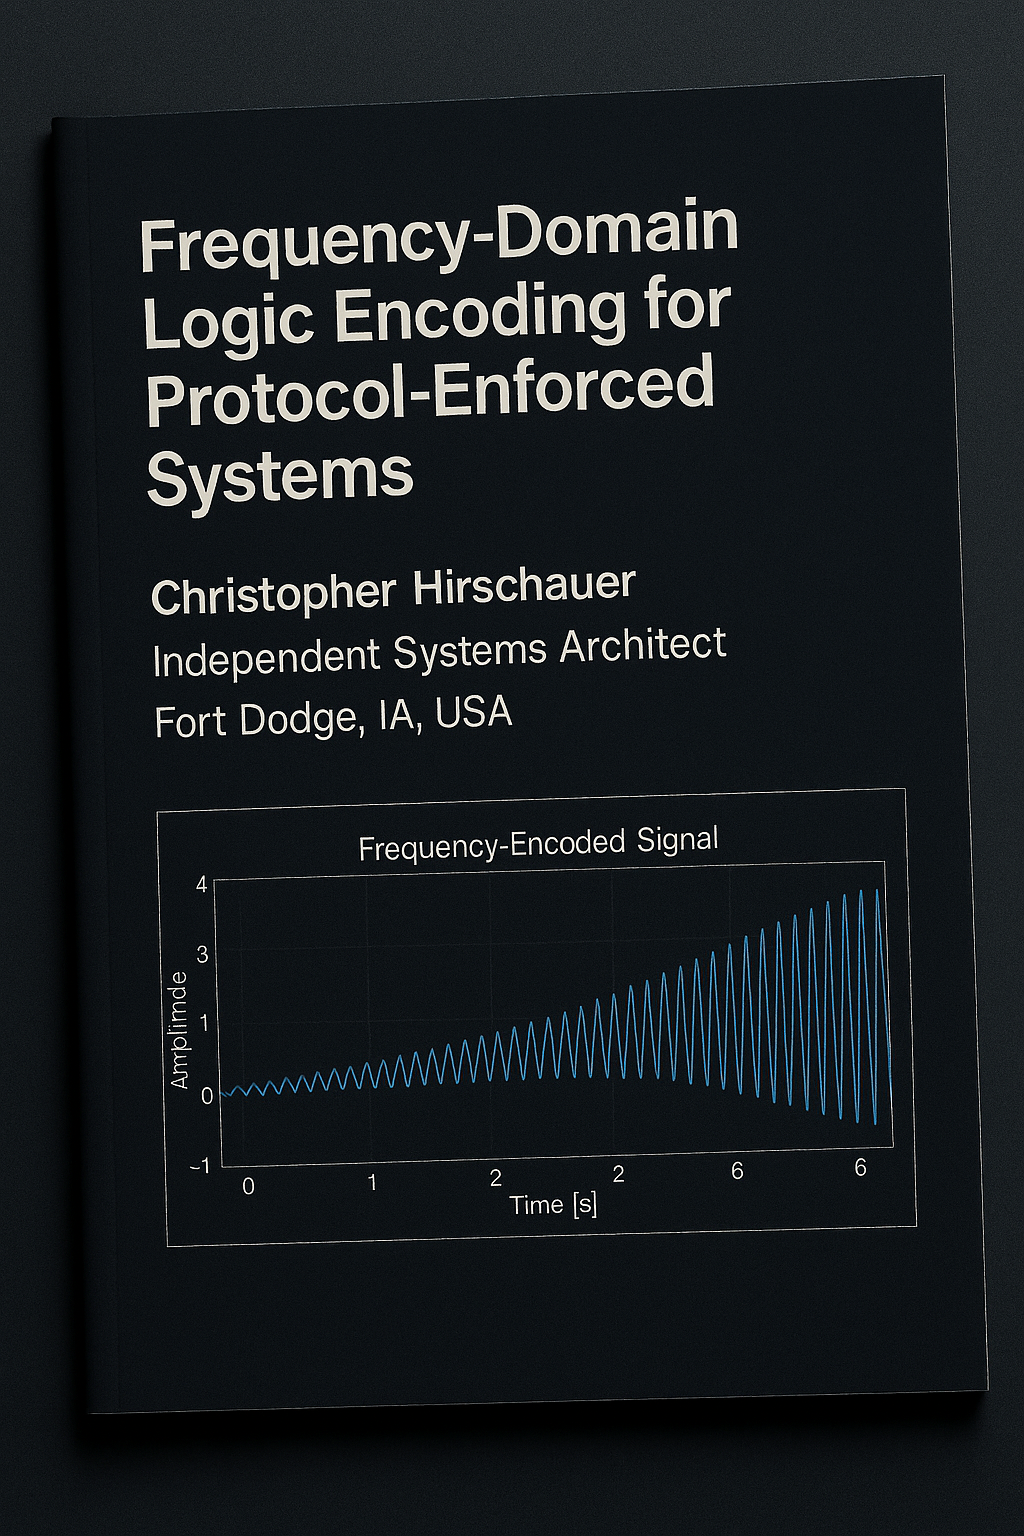 Frequency-Domain
Logic Encoding for
Protocol-Enforced
Systems
Christopher Hirschauer
Independent Systems Architect
Fort Dodge, IA, USA
Frequency-Encoded Signal
4
3
1
0
-1
Amplimde
0 1 2 2 6 6
Time [s]